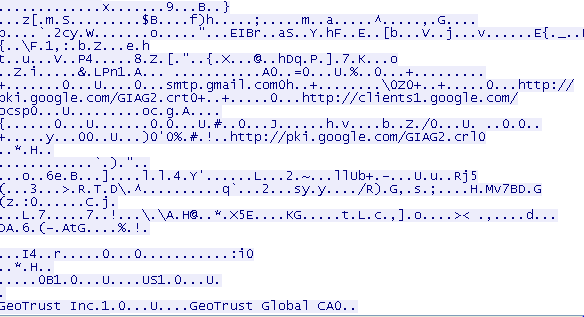 ..............x.......9...B..}
...z[.m.S.........$B....f)h.....;.....m..a.....^......,.G....
b....`.2cy.W........o....."...EIBr..aS..Y.hF..E..[b...V..j...v......E{._..
{..\F.1,:.b.Z...e.h
t..u...V..P4.....8.Z.[."..{.X...@..hDq.P.].7.K...o
..Z.i.....&.LPn1.A... ..........A0..=0...U.%..0...+.........
+.......0...U....0...smtp.gmail.com0h..+........\0Z0+..+.....0...http://
pki.google.com/GIAG2.crt0+..+.....0...http://clients1.google.com/
ocsp0...U........oc.g.A....
{......0...U......0.0...U.#..0...J......h.v....b..Z./0...U...0.0..
+.....y...00..U...)0'0%.#.!..http://pki.google.com/GIAG2.crl0
..*.H..
.............`.).."..
...o..6e.B...]....l.l.4.Y'......L...2.~...llUb+.-...U.u..Rj5
(...3...>.R.T.D\.^..........q`...2...sy.y..../R).G,.s.;....H.Mv7BD.G
(z.:0......C.j.
...L.7.....7..!...\.\A.H@..*.X5E....KG....t.L.c.,].o....>< .,....d...
DA.6.(-.AtG....%.!.
...I4..r.....0...0...........:i0
..*.H..
.....0B1.0...U....US1.0...U.
.
GeoTrust Inc.1.0...U....GeoTrust Global CA0..